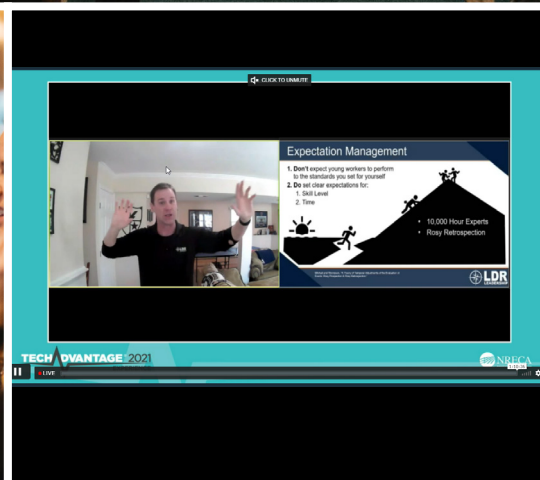 CLICK TO UNMUTE
Expectation Management
1. Don't expect young workers to perform
to the standards you set for yourself
2. Do set clear expectations for:
1. Skill Level
2. Time
• 10,000 Hour Experts
• Rosy Retrospection
LDR
LEADERSHIP
TECHADVANTAGE 2021
NRECA
LIVE